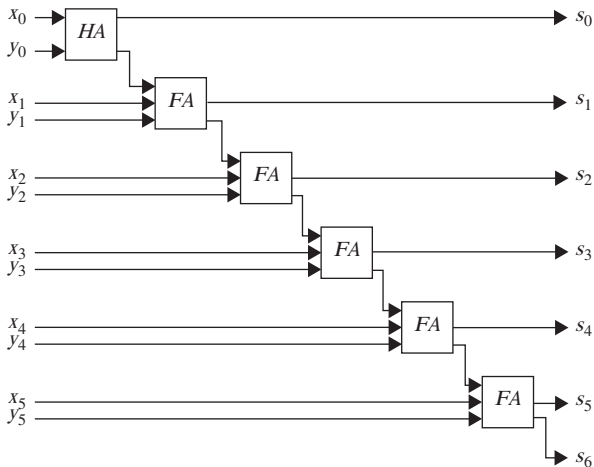 x₀ s₀
HA
y₀
x₁ FA s₁
y₁
x₂ FA s₂
y₂
x₃ FA s₃
y₃
x₄ FA s₄
y₄
x₅ FA s₅
y₅
s₆